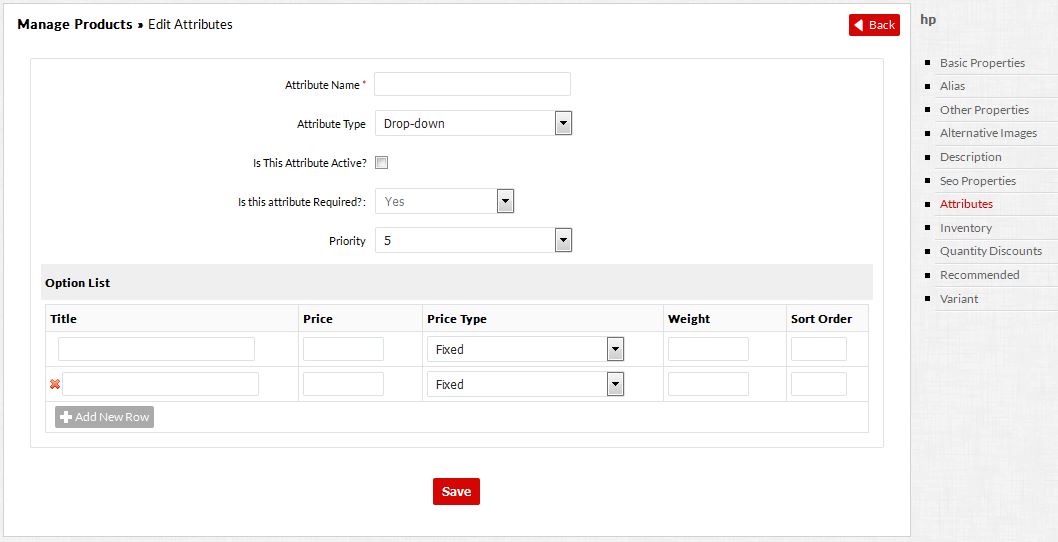 Manage Products » Edit Attributes
Back
Attribute Name *
Attribute Type Drop-down
Is This Attribute Active?
Is this attribute Required?: Yes
Priority 5
Option List
Title Price Price Type Weight Sort Order
Fixed
Fixed
Add New Row
Save
hp
Basic Properties
Alias
Other Properties
Alternative Images
Description
Seo Properties
Attributes
Inventory
Quantity Discounts
Recommended
Variant